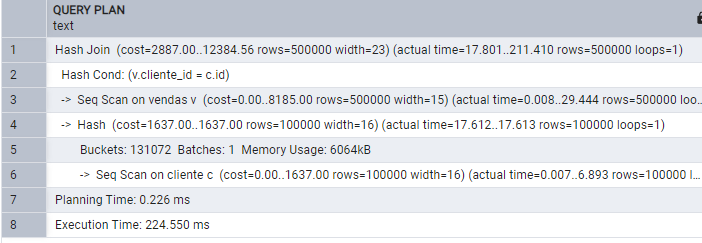 QUERY PLAN
text
1 Hash Join (cost=2887.00..12384.56 rows=500000 width=23) (actual time=17.801..211.410 rows=500000 loops=1)
2 Hash Cond: (v.cliente_id = c.id)
3 -> Seq Scan on vendas v (cost=0.00..8185.00 rows=500000 width=15) (actual time=0.008..29.444 rows=500000 loo...
4 -> Hash (cost=1637.00..1637.00 rows=100000 width=16) (actual time=17.612..17.613 rows=100000 loops=1)
5 Buckets: 131072 Batches: 1 Memory Usage: 6064kB
6 -> Seq Scan on cliente c (cost=0.00..1637.00 rows=100000 width=16) (actual time=0.007..6.893 rows=100000 l...
7 Planning Time: 0.226 ms
8 Execution Time: 224.550 ms